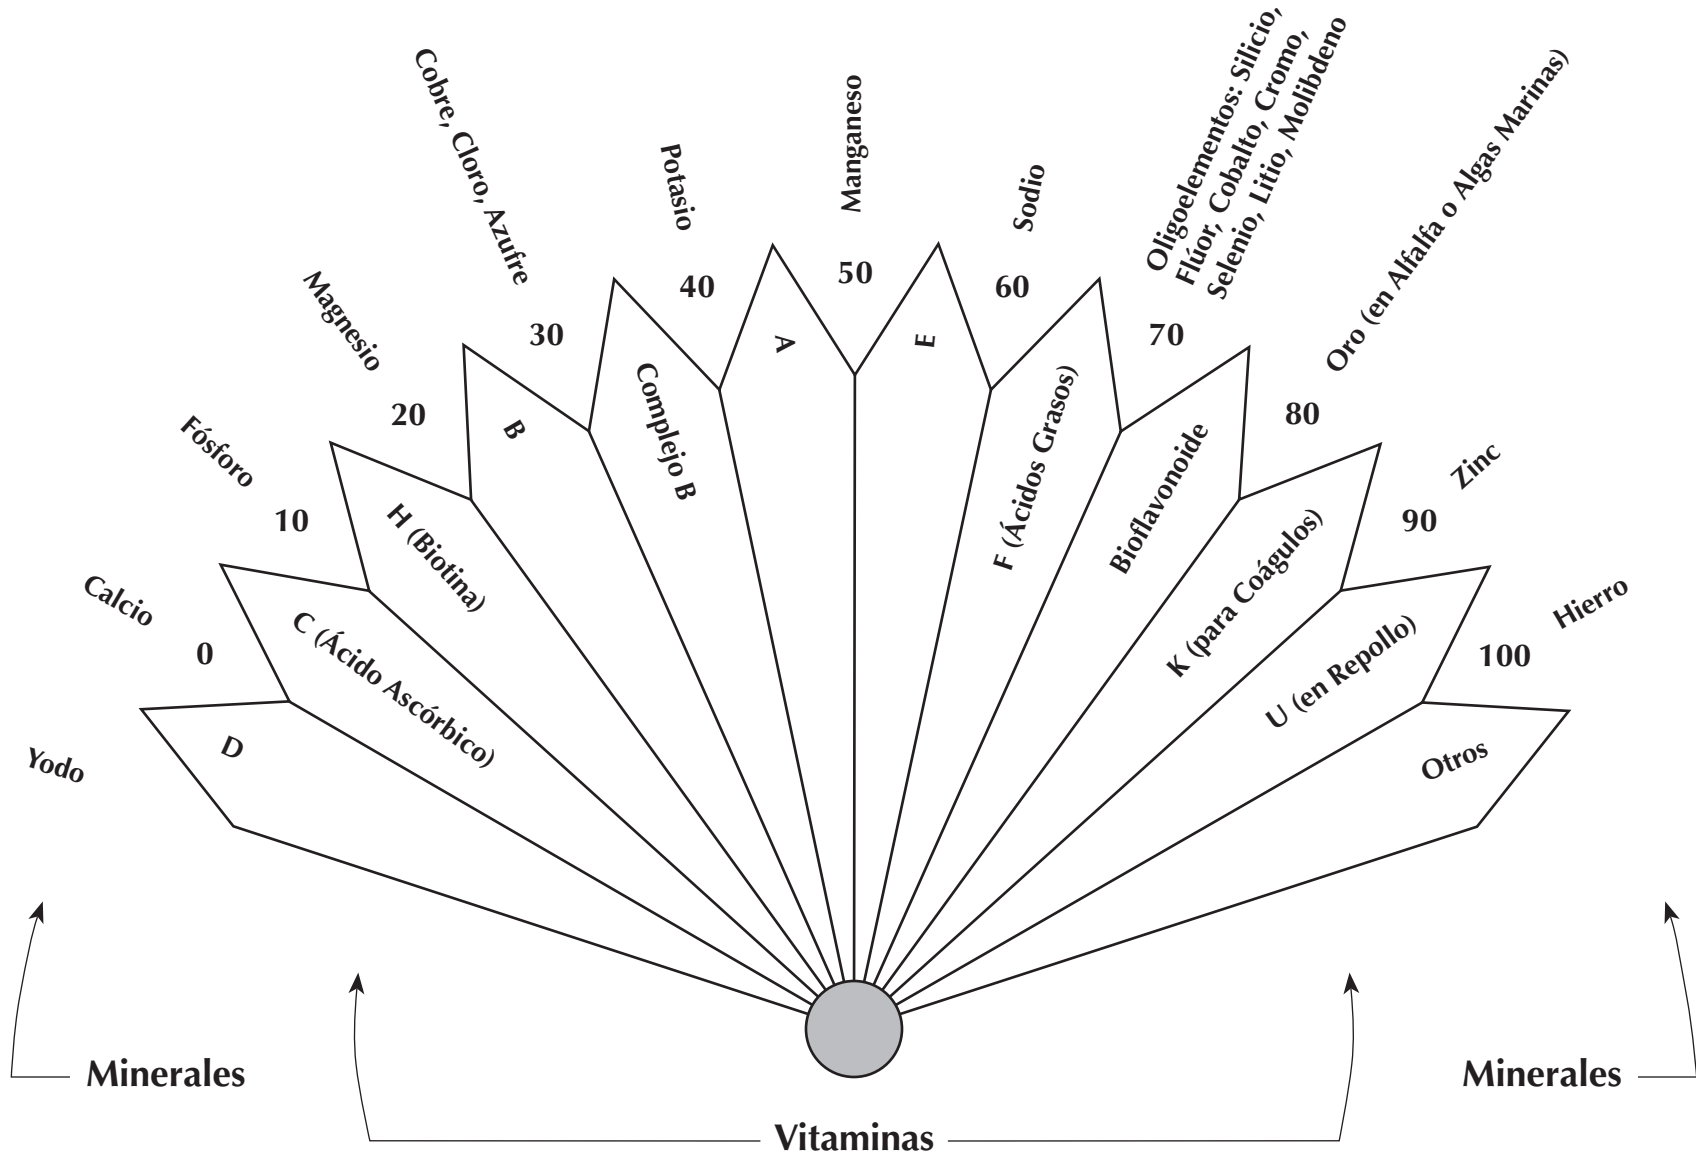 Yodo
Calcio
Fósforo
Magnesio
Cobre, Cloro, Azufre
Potasio
Manganeso
Sodio
Oligoelementos: Silicio,
Flúor, Cobalto, Cromo,
Selenio, Litio, Molibdeno
Oro (en Alfalfa o Algas Marinas)
Zinc
Hierro
0
10
20
30
40
50
60
70
80
90
100
D
C (Ácido Ascórbico)
H (Biotina)
B
Complejo B
A
E
F (Ácidos Grasos)
Bioflavonoide
K (para Coágulos)
U (en Repollo)
Otros
Minerales
Minerales
Vitaminas